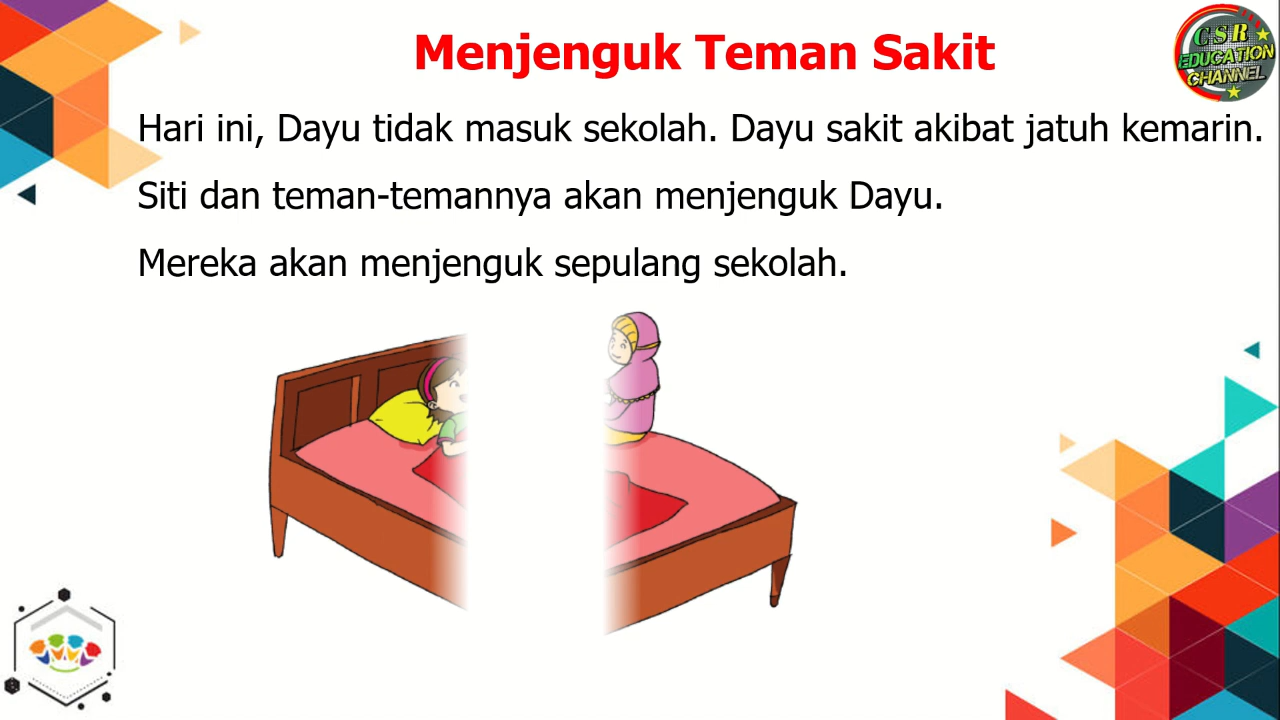 Menjenguk Teman Sakit
CSR
EDUCATION
CHANNEL
Hari ini, Dayu tidak masuk sekolah. Dayu sakit akibat jatuh kemarin.
Siti dan teman-temannya akan menjenguk Dayu.
Mereka akan menjenguk sepulang sekolah.